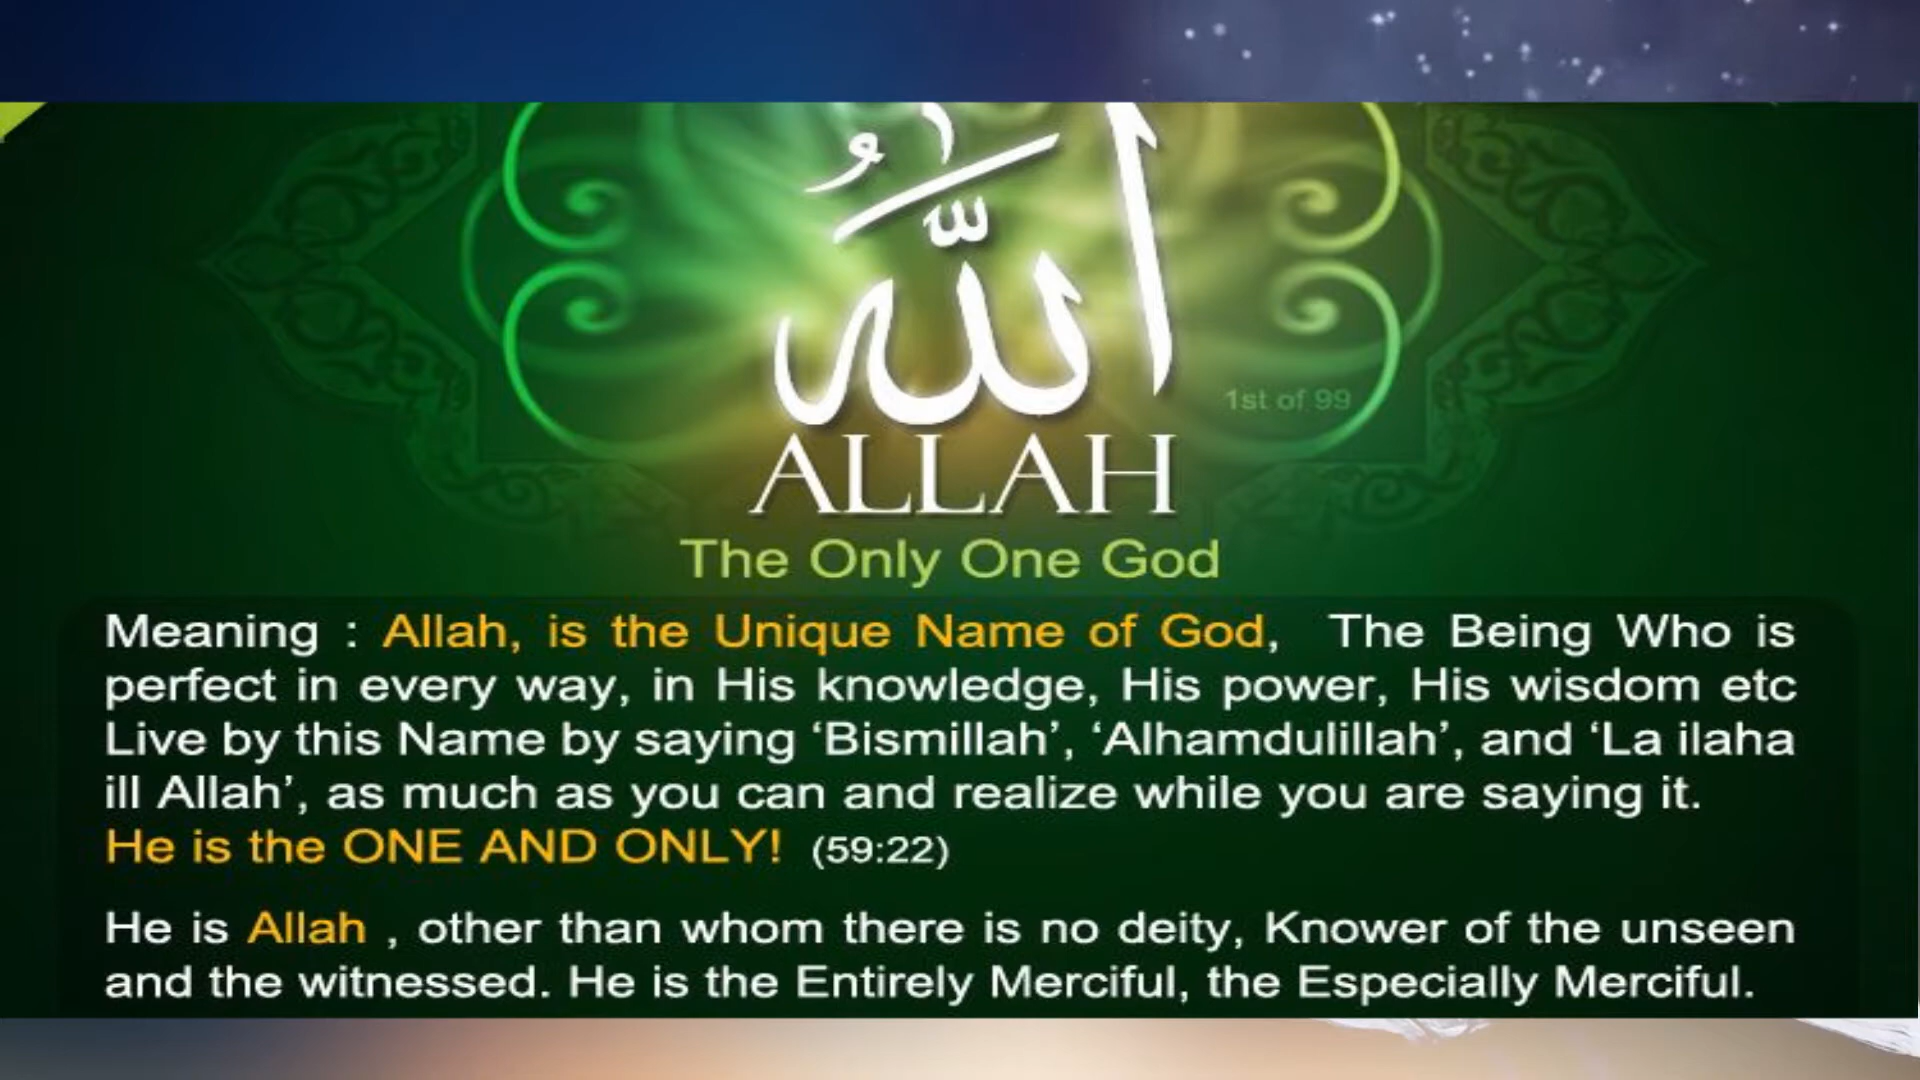 اللّٰهُ
1st of 99
ALLAH
The Only One God
Meaning : Allah, is the Unique Name of God, The Being Who is
perfect in every way, in His knowledge, His power, His wisdom etc
Live by this Name by saying ‘Bismillah’, ‘Alhamdulillah’, and ‘La ilaha
ill Allah’, as much as you can and realize while you are saying it.
He is the ONE AND ONLY! (59:22)
He is Allah , other than whom there is no deity, Knower of the unseen
and the witnessed. He is the Entirely Merciful, the Especially Merciful.